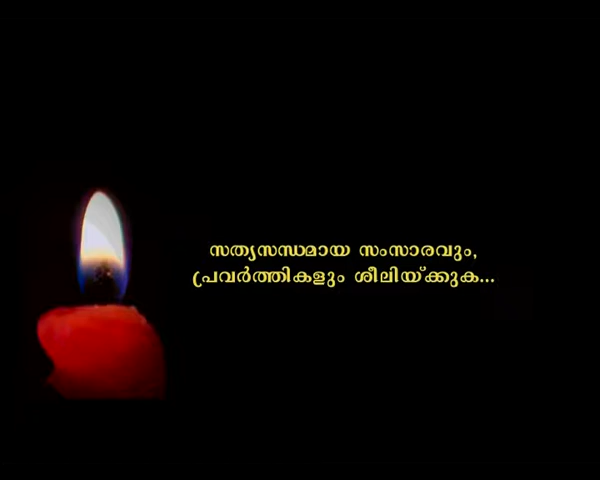 സത്യസന്ധമായ സംസാരവും,
പ്രവർത്തികളും ശീലിയ്ക്കുക...